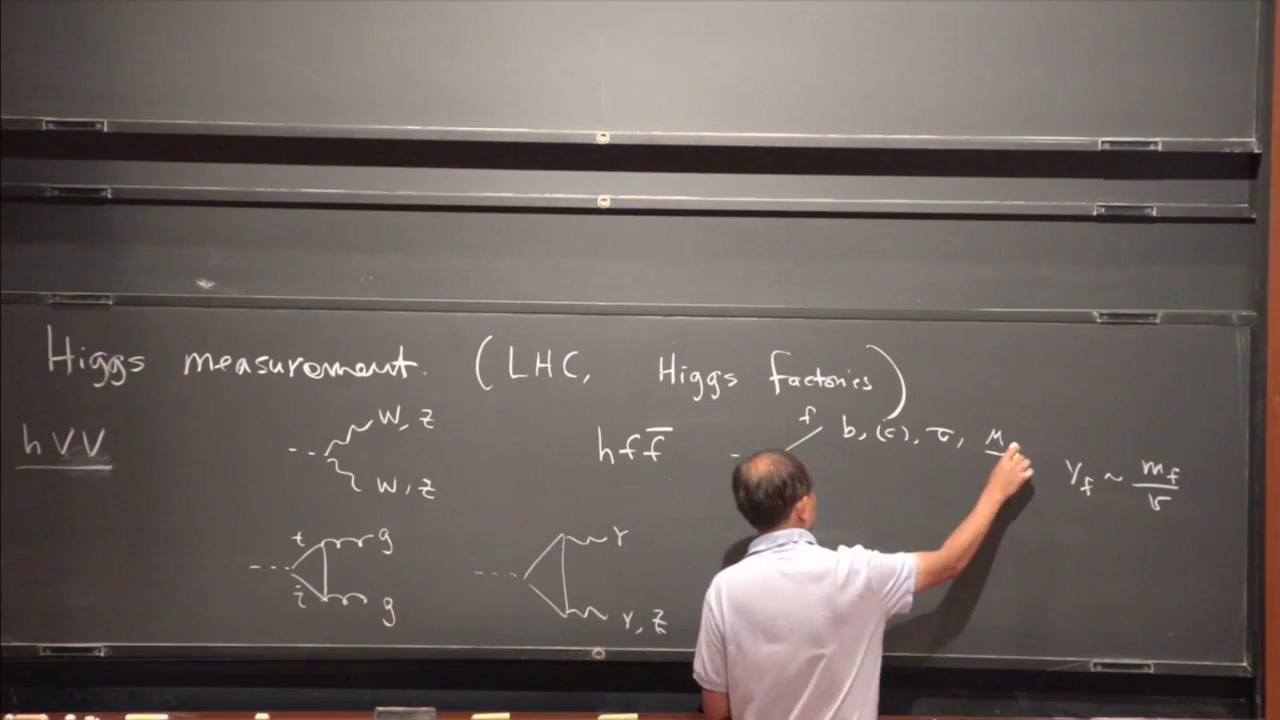 Higgs measurement. (LHC, Higgs factories)
hVV
W, Z
W, Z
hff̅
f
b, (c), τ, μ
y_f ~ m_f / v
t g
t̅ g
γ
γ, Z